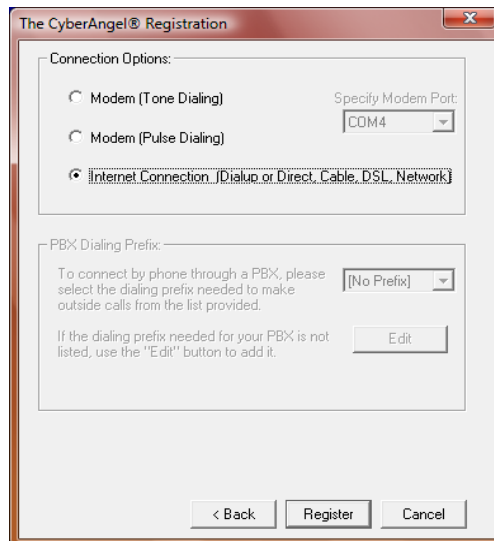 The CyberAngel® Registration
x
Connection Options:
Modem (Tone Dialing)
Specify Modem Port:
COM4
Modem (Pulse Dialing)
Internet Connection (Dialup or Direct, Cable, DSL, Network)
PBX Dialing Prefix:
To connect by phone through a PBX, please
select the dialing prefix needed to make
outside calls from the list provided.
[No Prefix]
If the dialing prefix needed for your PBX is not
listed, use the "Edit" button to add it.
Edit
< Back
Register
Cancel